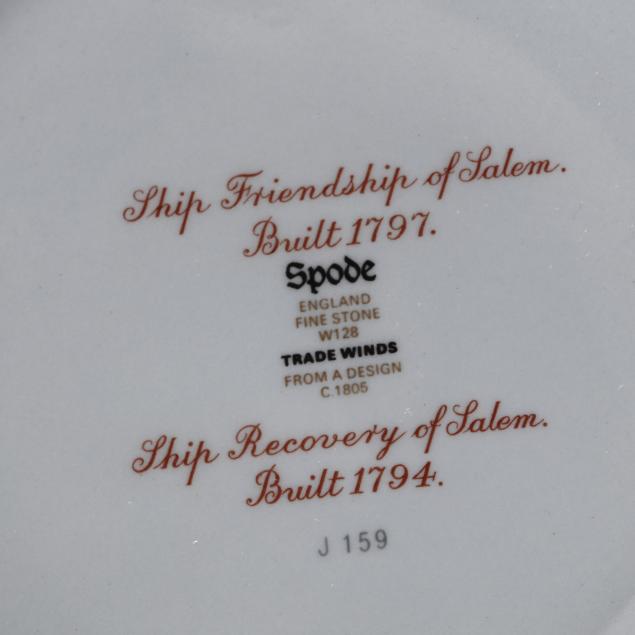 Ship Friendship of Salem.
Built 1797.
Spode
ENGLAND
FINE STONE
W128
TRADE WINDS
FROM A DESIGN
C.1805
Ship Recovery of Salem.
Built 1794.
J 159